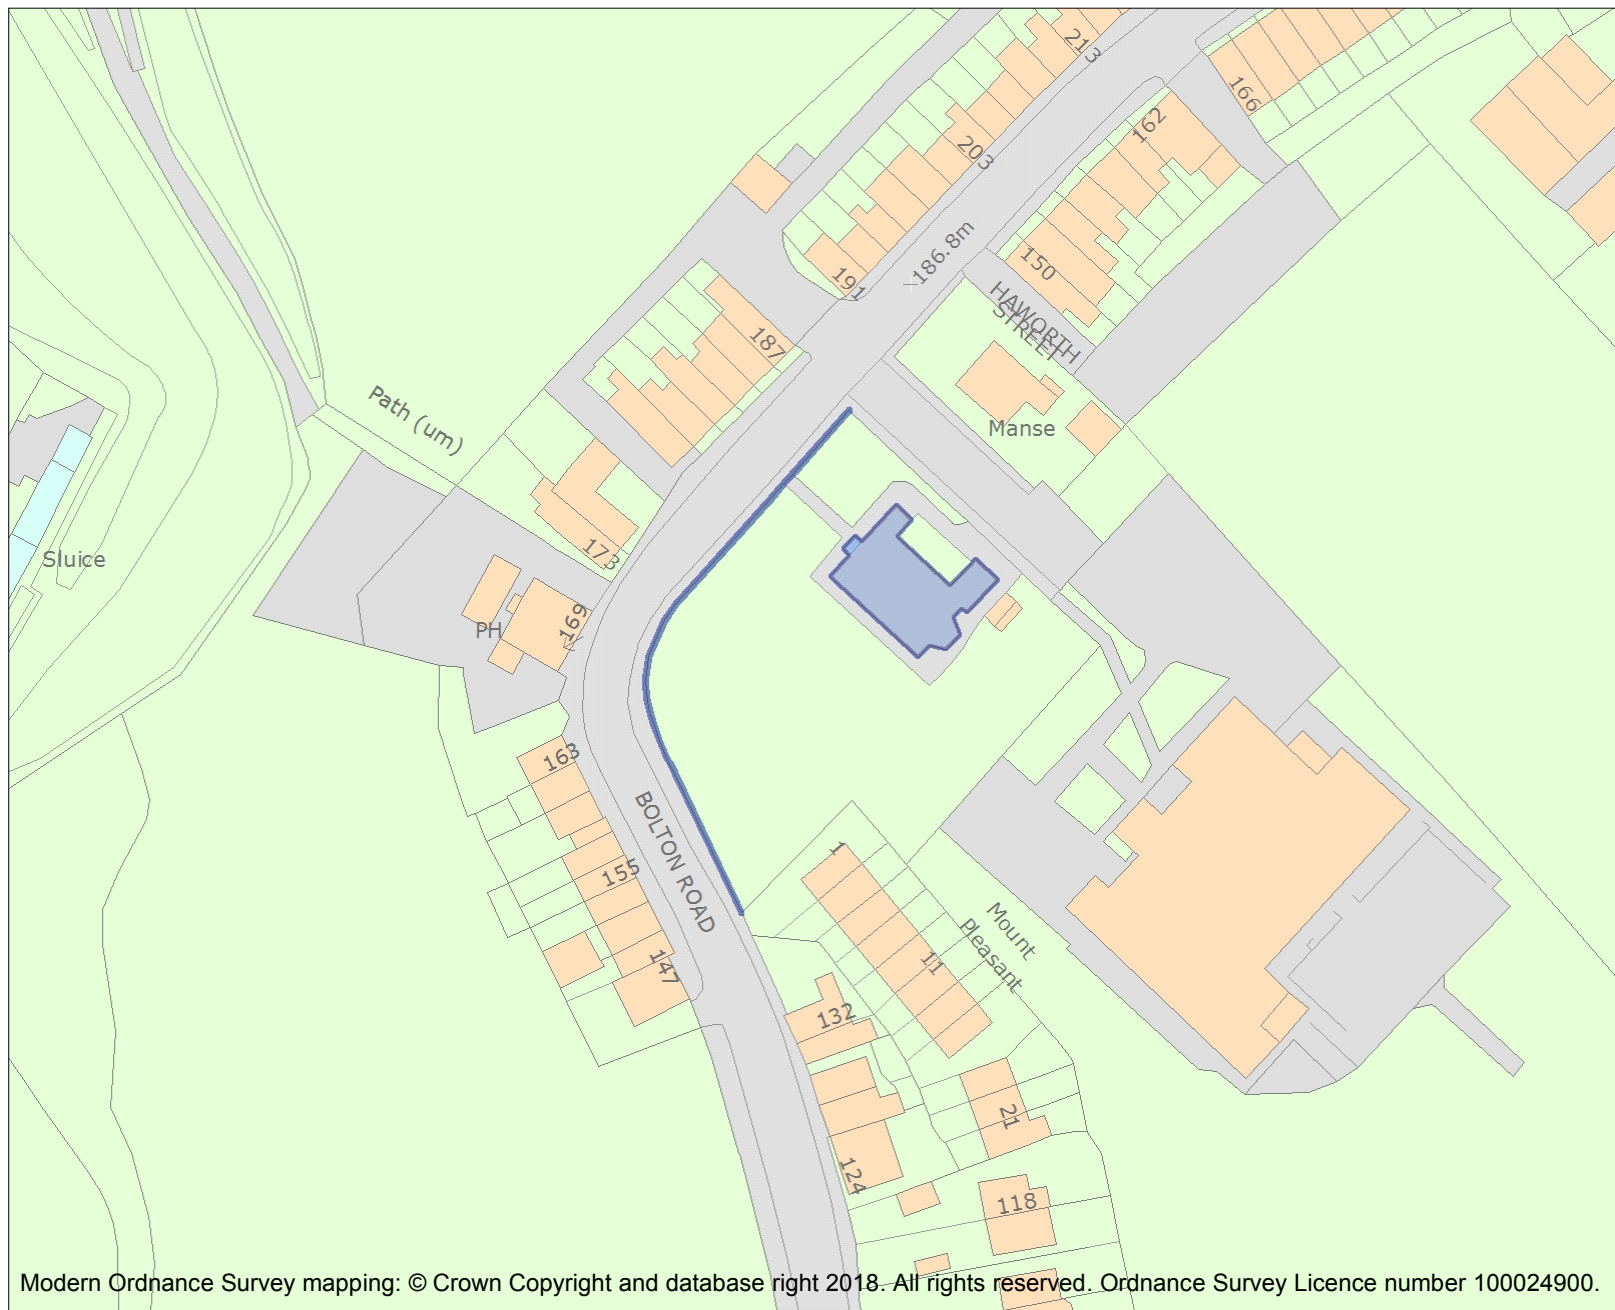 213
166
162
203
186.8m
150
191
HAWORTH
STREET
187
Path (um)
Manse
Sluice
173
169
PH
163
BOLTON ROAD
1
155
Mount
Pleasant
11
147
132
21
124
118
Modern Ordnance Survey mapping: © Crown Copyright and database right 2018. All rights reserved. Ordnance Survey Licence number 100024900.